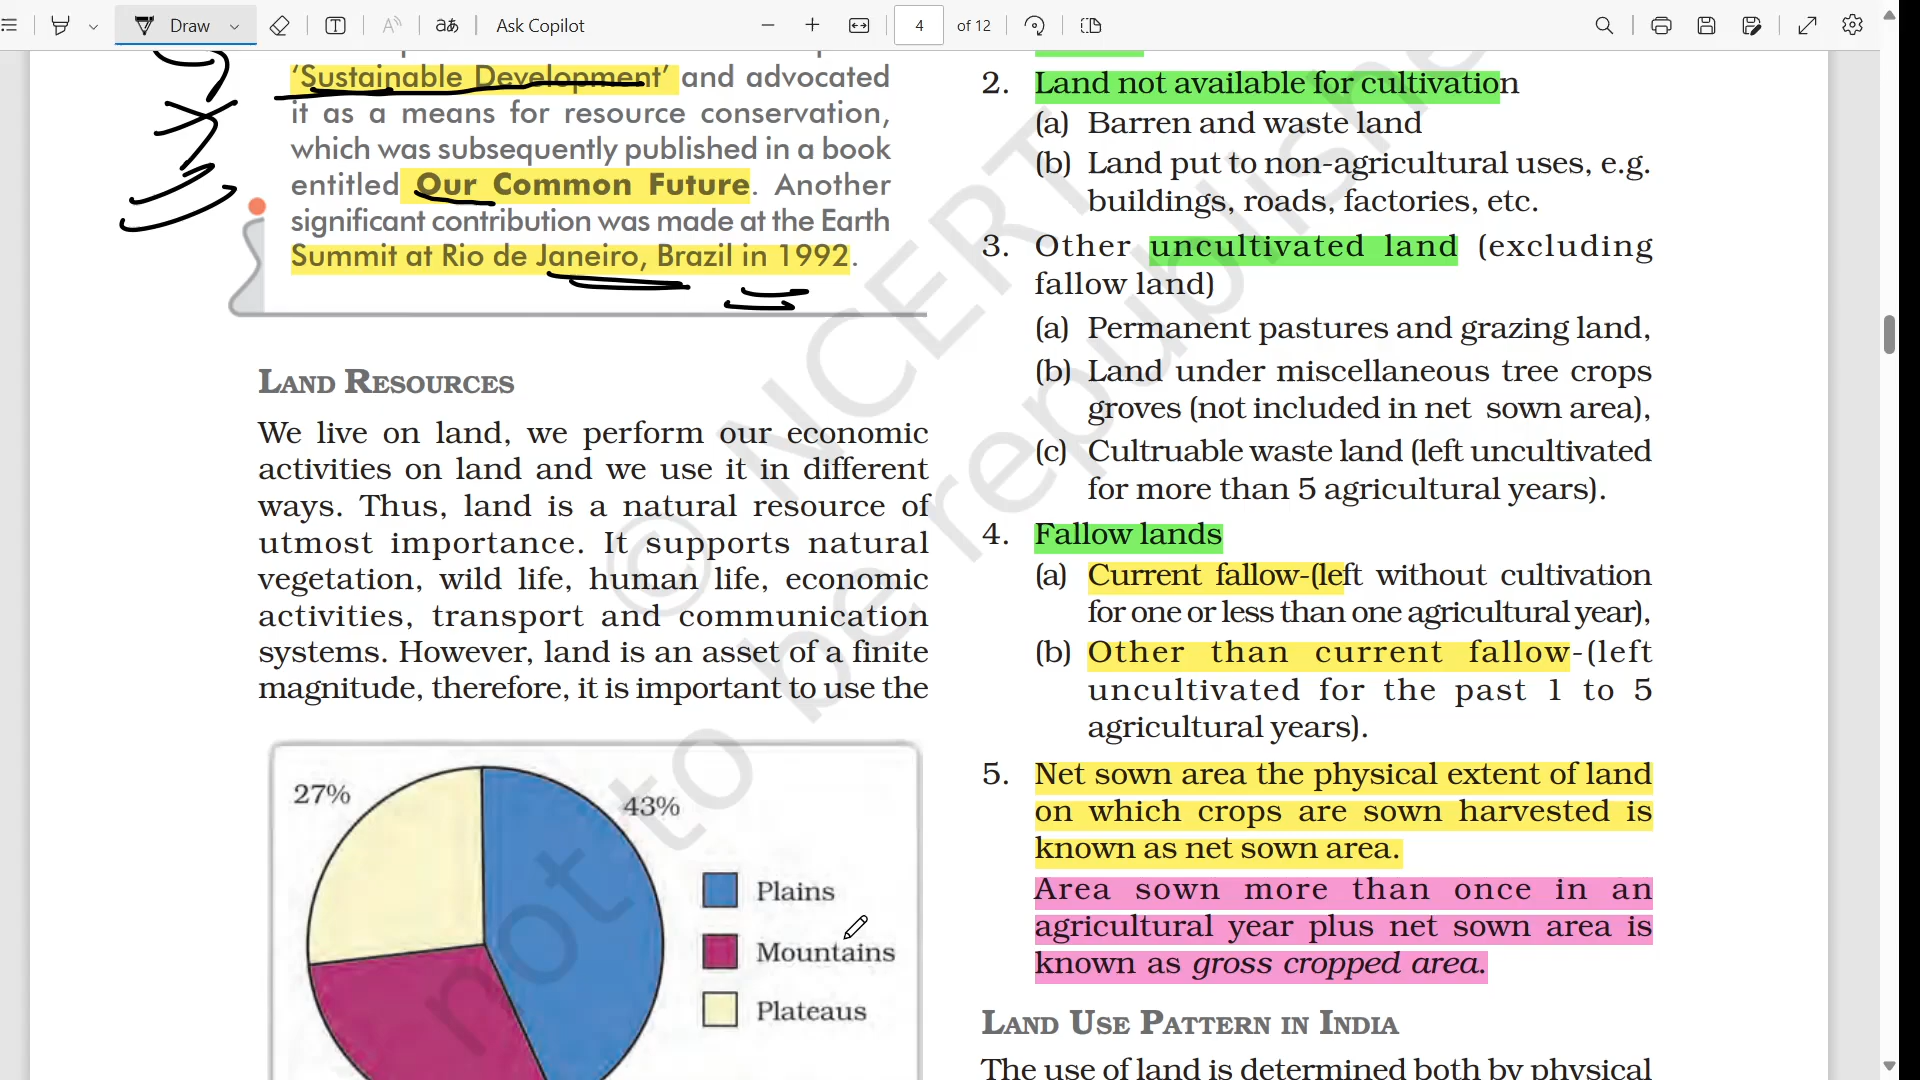 Draw
Ask Copilot
4 of 12
'Sustainable Development' and advocated
it as a means for resource conservation,
which was subsequently published in a book
entitled Our Common Future. Another
significant contribution was made at the Earth
Summit at Rio de Janeiro, Brazil in 1992.
LAND RESOURCES
We live on land, we perform our economic
activities on land and we use it in different
ways. Thus, land is a natural resource of
utmost importance. It supports natural
vegetation, wild life, human life, economic
activities, transport and communication
systems. However, land is an asset of a finite
magnitude, therefore, it is important to use the
27%
43%
Plains
Mountains
Plateaus
2. Land not available for cultivation
(a) Barren and waste land
(b) Land put to non-agricultural uses, e.g.
buildings, roads, factories, etc.
3. Other uncultivated land (excluding
fallow land)
(a) Permanent pastures and grazing land,
(b) Land under miscellaneous tree crops
groves (not included in net sown area),
(c) Cultruable waste land (left uncultivated
for more than 5 agricultural years).
4. Fallow lands
(a) Current fallow-(left without cultivation
for one or less than one agricultural year),
(b) Other than current fallow-(left
uncultivated for the past 1 to 5
agricultural years).
5. Net sown area the physical extent of land
on which crops are sown harvested is
known as net sown area.
Area sown more than once in an
agricultural year plus net sown area is
known as gross cropped area.
LAND USE PATTERN IN INDIA
The use of land is determined both by physical
© NCERT
not to be republishe